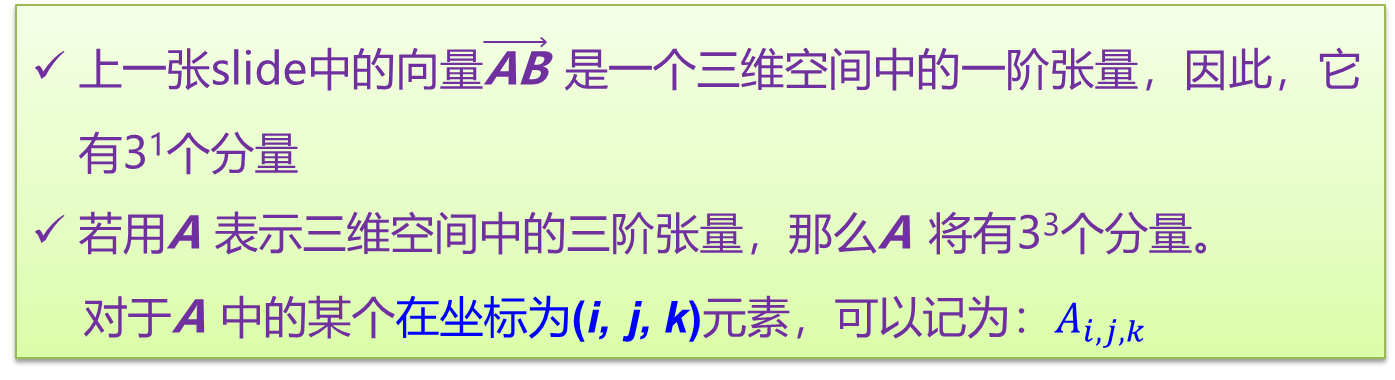 ✓ 上一张slide中的向量$\overrightarrow{AB}$ 是一个三维空间中的一阶张量，因此，它
有3¹个分量
✓ 若用A 表示三维空间中的三阶张量，那么A 将有3³个分量。
对于A 中的某个在坐标为(i, j, k)元素，可以记为：$A_{i,j,k}$